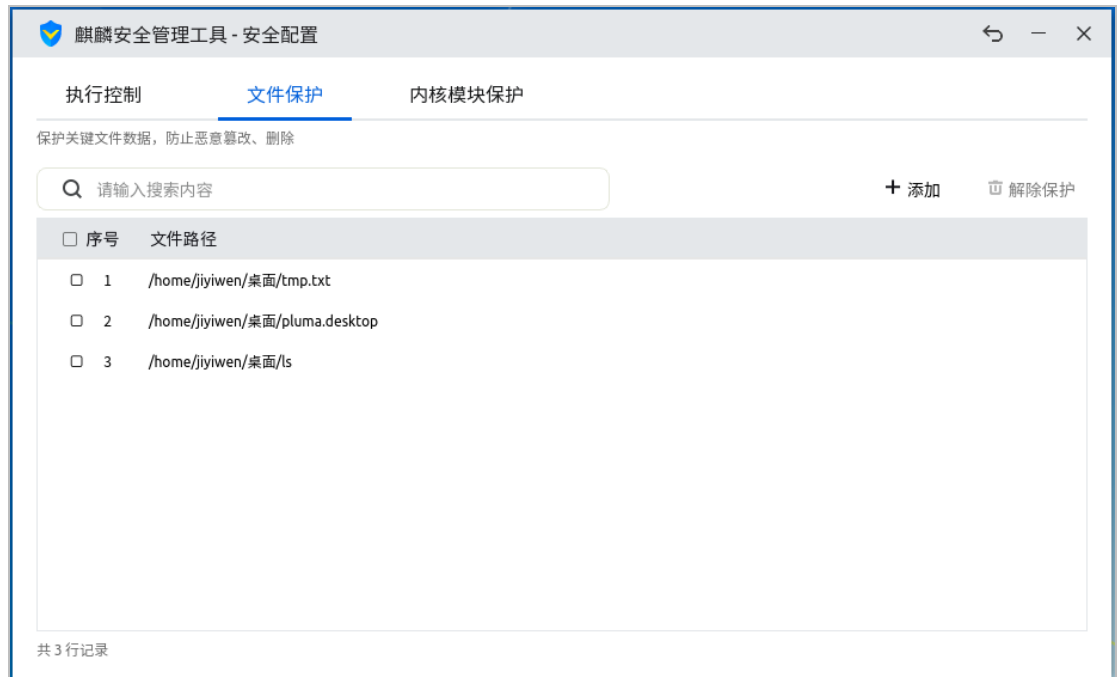 麒麟安全管理工具 - 安全配置
执行控制 文件保护 内核模块保护
保护关键文件数据，防止恶意篡改、删除
请输入搜索内容 + 添加 解除保护
序号 文件路径
1 /home/jiyiwen/桌面/tmp.txt
2 /home/jiyiwen/桌面/pluma.desktop
3 /home/jiyiwen/桌面/ls
共 3 行记录